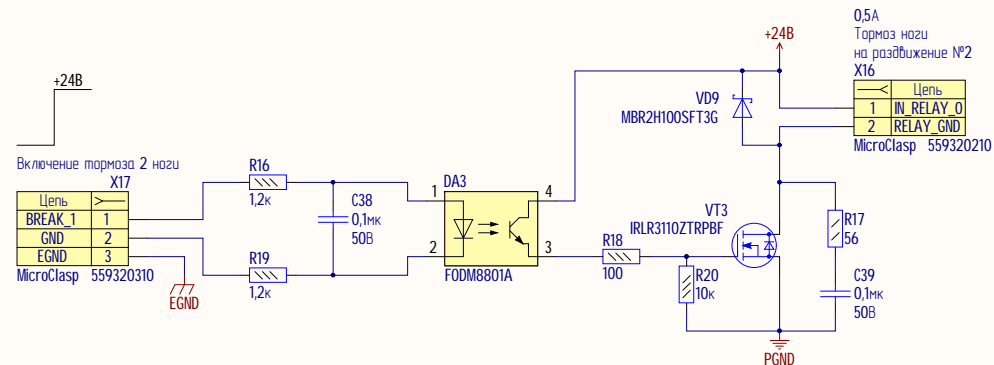 0,5А
Тормоз ноги
на раздвижение №2
X16
+24В
Цепь
1 IN_RELAY_0
2 RELAY_GND
MicroClasp 559320210
VD9
MBR2H100SFT3G
+24В
Включение тормоза 2 ноги
X17
Цепь
BREAK_1 1
GND 2
EGND 3
MicroClasp 559320310
EGND
R16
1,2к
C38
0,1мк
50В
R19
1,2к
DA3
1
2
4
3
FODM8801A
R18
100
R20
10к
VT3
IRLR3110ZTRPBF
R17
56
C39
0,1мк
50В
PGND